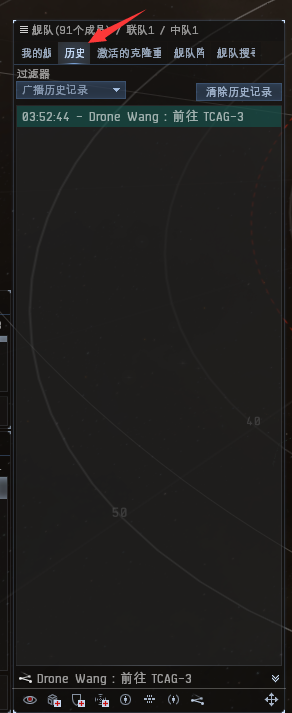 舰队(91个成员) / 联队1 / 中队1
我的舰 历史 激活的克隆重 舰队阵 舰队搜寻
过滤器
广播历史记录 清除历史记录
03:52:44 - Drone Wang : 前往 TCAG-3
40
50
Drone Wang : 前往 TCAG-3